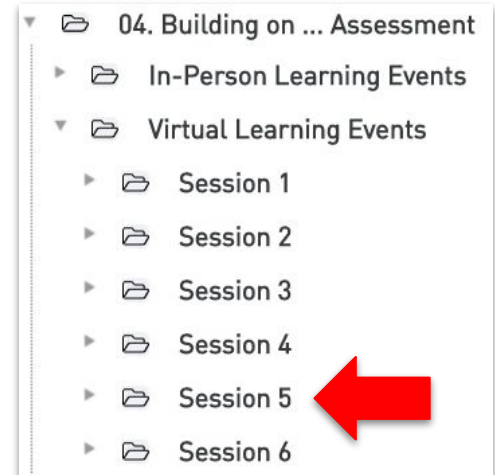 04. Building on ... Assessment
In-Person Learning Events
Virtual Learning Events
Session 1
Session 2
Session 3
Session 4
Session 5
Session 6